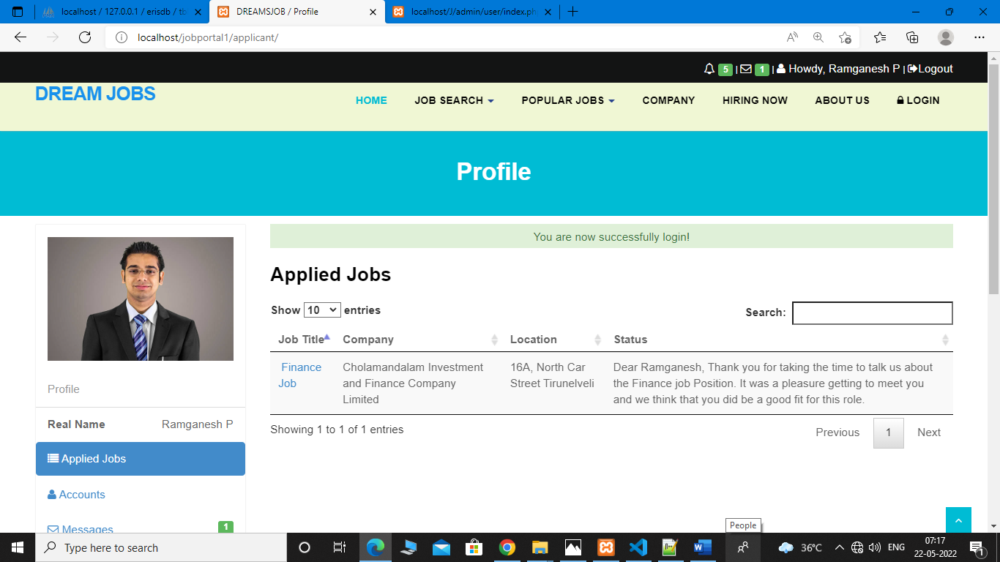 localhost / 127.0.0.1 / erisdb / tb
DREAMSJOB / Profile
localhost/J/admin/user/index.ph
localhost/jobportal1/applicant/
5 | 1 | Howdy, Ramganesh P | Logout
DREAM JOBS
HOME JOB SEARCH POPULAR JOBS COMPANY HIRING NOW ABOUT US LOGIN
Profile
You are now successfully login!
Applied Jobs
Show 10 entries
Search:
Job Title Company Location Status
Finance
Job
Cholamandalam Investment
and Finance Company
Limited
16A, North Car
Street Tirunelveli
Dear Ramganesh, Thank you for taking the time to talk us about
the Finance job Position. It was a pleasure getting to meet you
and we think that you did be a good fit for this role.
Showing 1 to 1 of 1 entries
Previous 1 Next
Profile
Real Name Ramganesh P
Applied Jobs
Accounts
Messages 1
People
Type here to search
36°C
ENG
07:17
22-05-2022
1